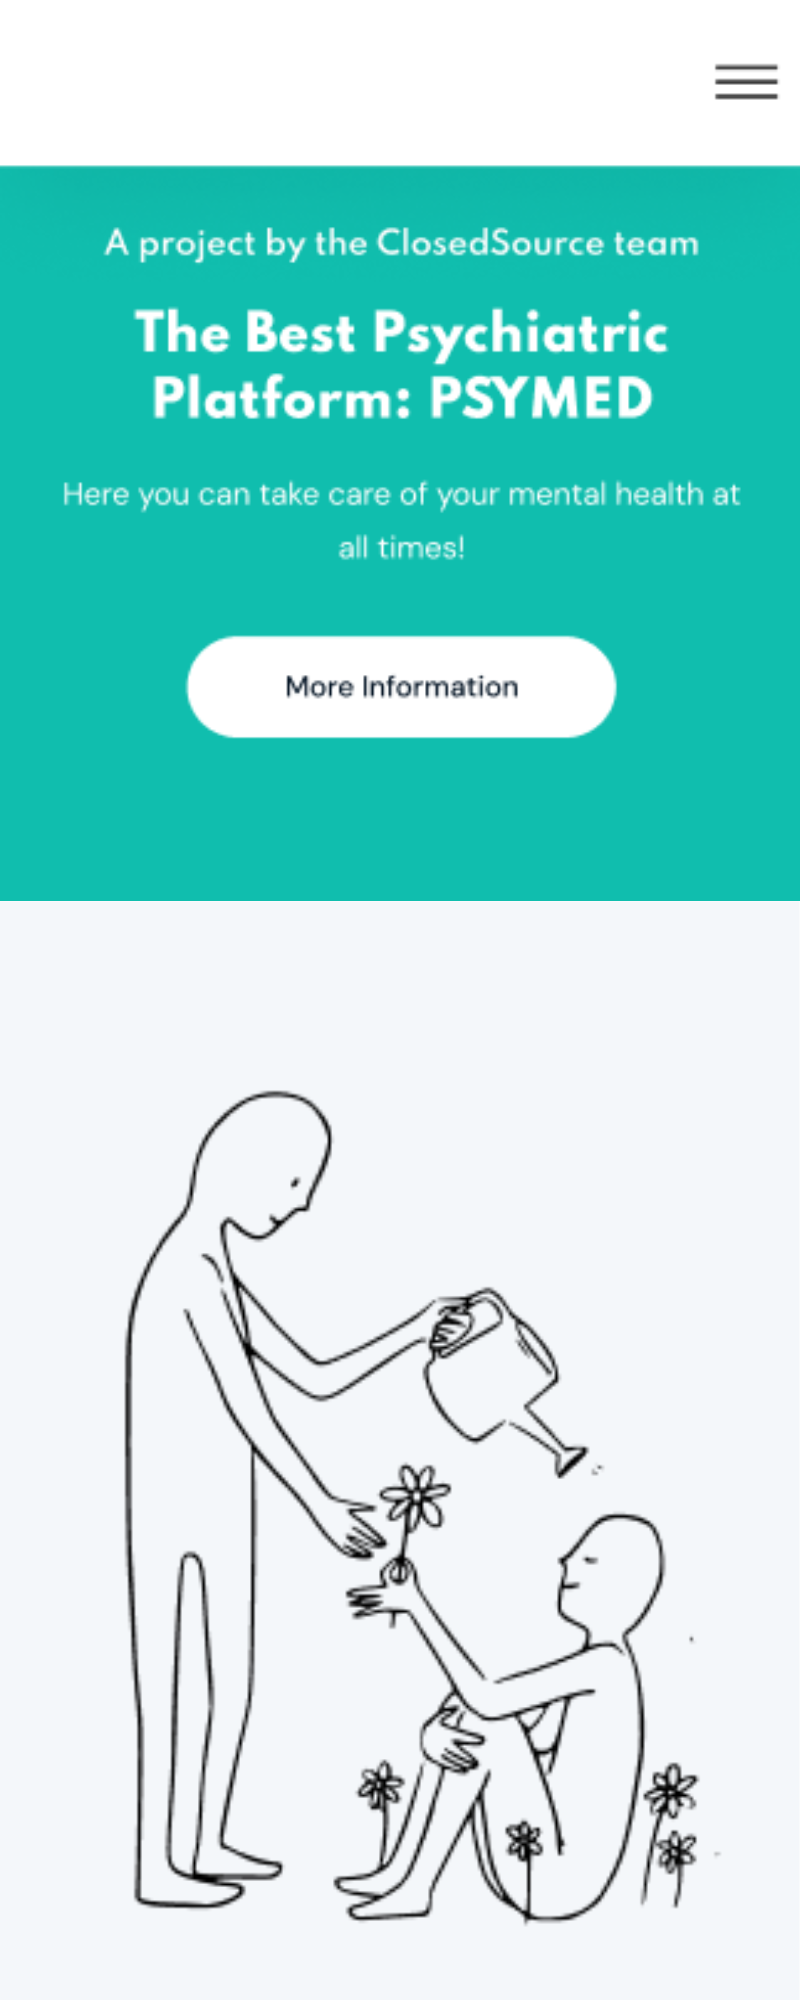 A project by the ClosedSource team
The Best Psychiatric
Platform: PSYMED
Here you can take care of your mental health at
all times!
More Information